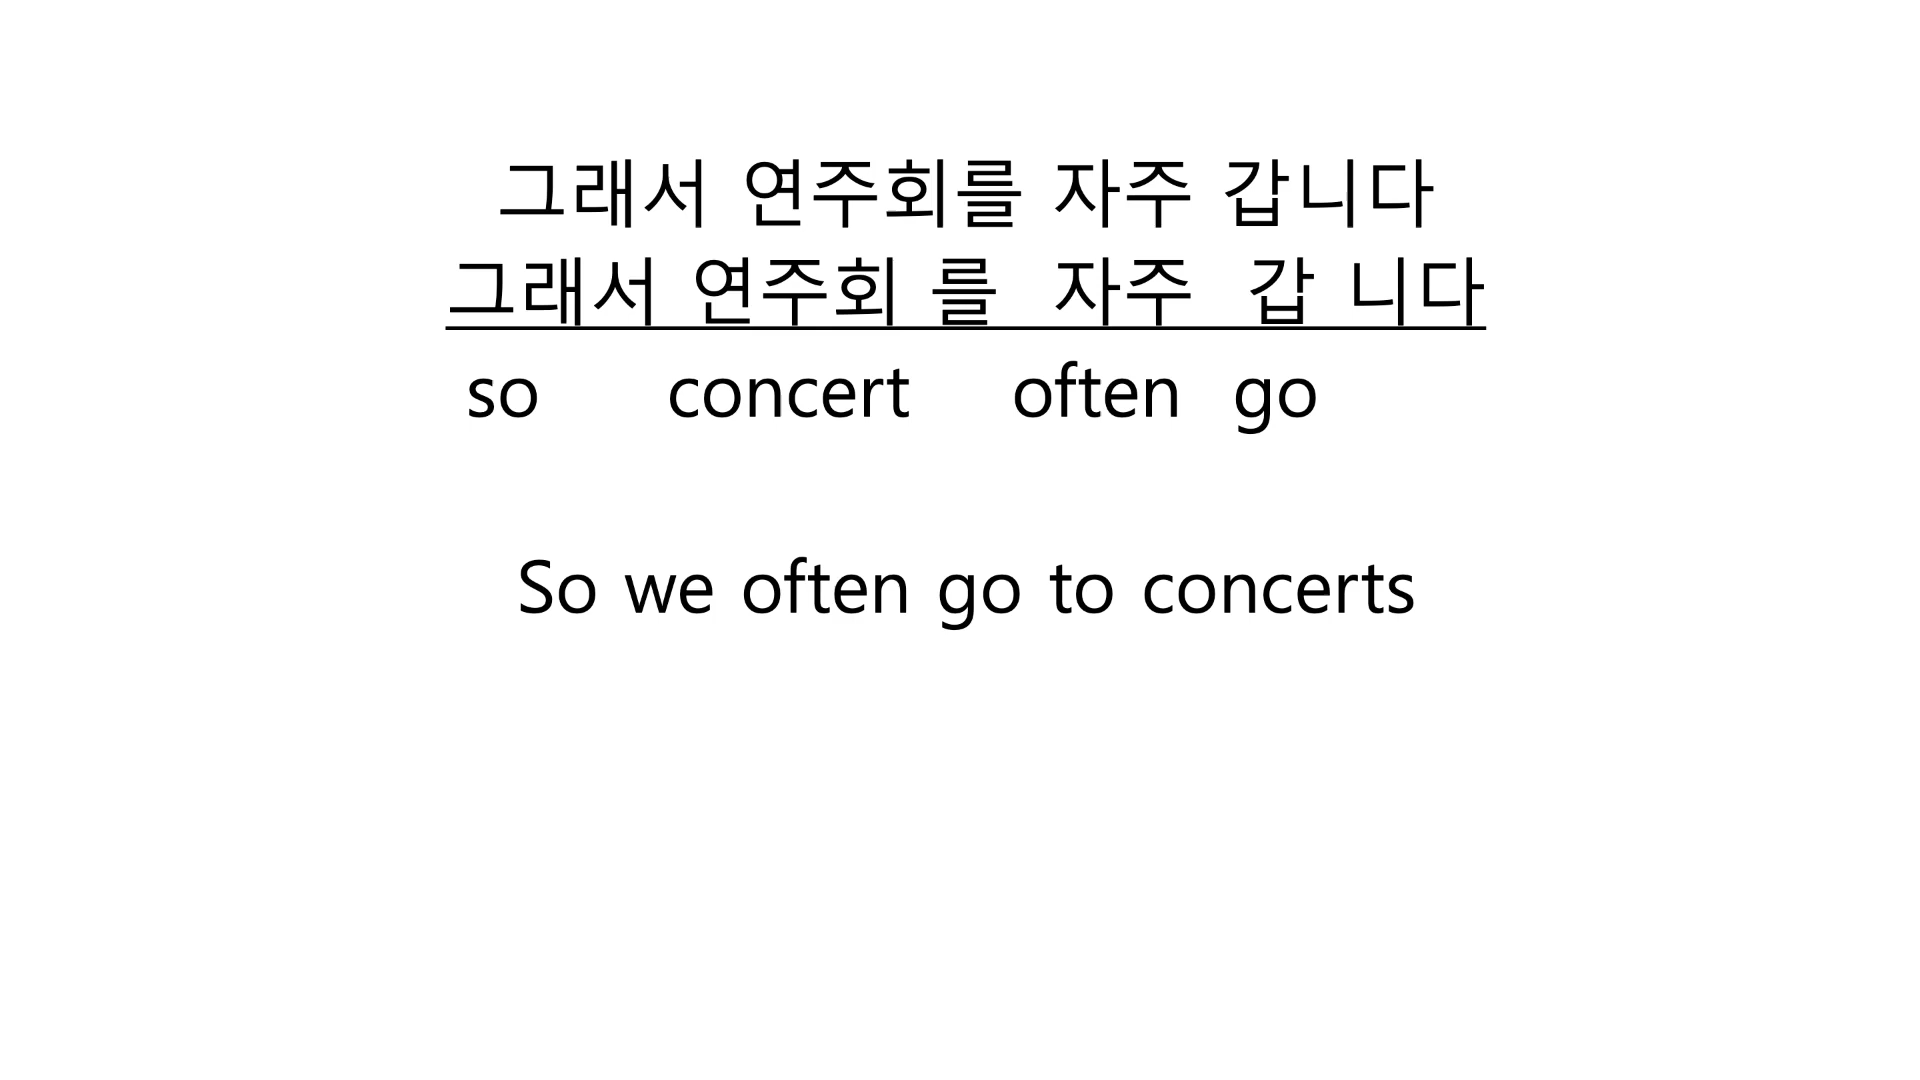 그래서 연주회를 자주 갑니다
그래서 연주회 를 자주 갑 니다
so concert often go
So we often go to concerts